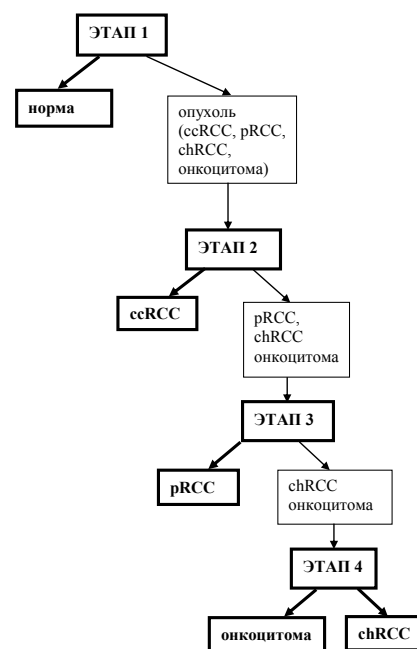 ЭТАП 1
норма
опухоль
(ccRCC, pRCC,
chRCC,
онкоцитома)
ЭТАП 2
ccRCC
pRCC,
chRCC
онкоцитома
ЭТАП 3
pRCC
chRCC
онкоцитома
ЭТАП 4
онкоцитома
chRCC